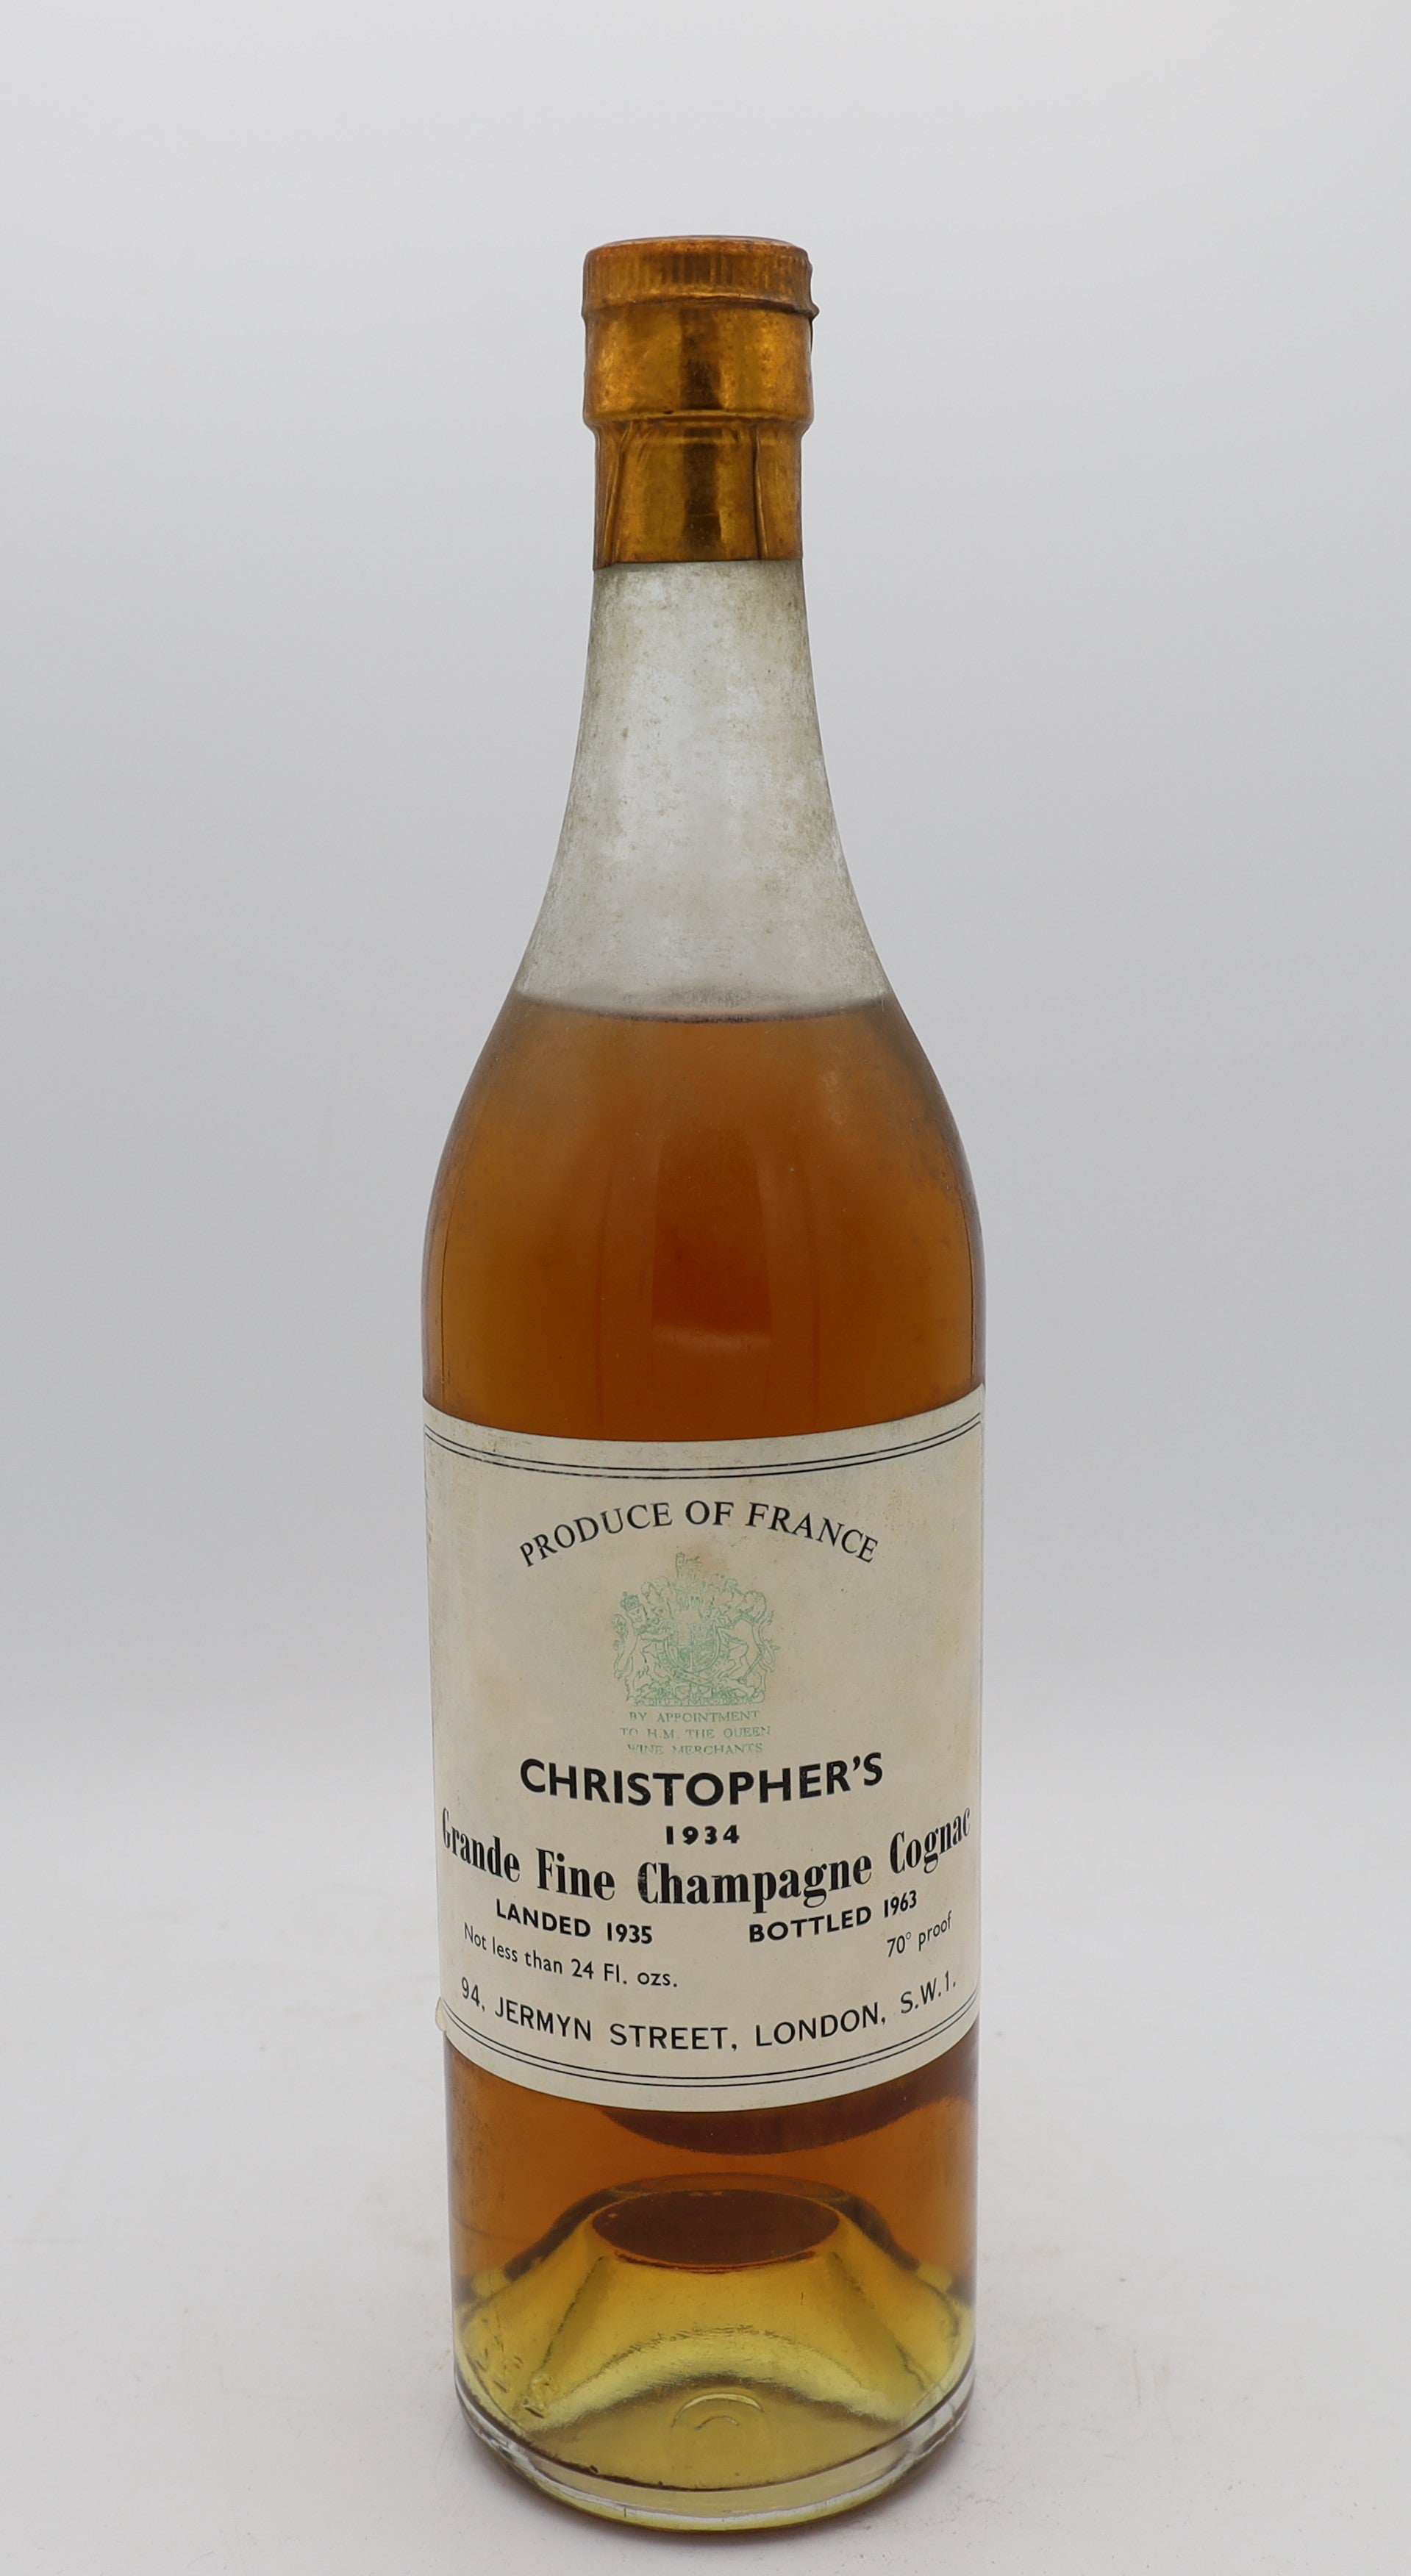 PRODUCE OF FRANCE
BY APPOINTMENT
TO H.M. THE QUEEN
WINE MERCHANTS
CHRISTOPHER'S
1934
Grande Fine Champagne Cognac
LANDED 1935 BOTTLED 1963
Not less than 24 Fl. ozs. 70° proof
94, JERMYN STREET, LONDON, S.W.1.